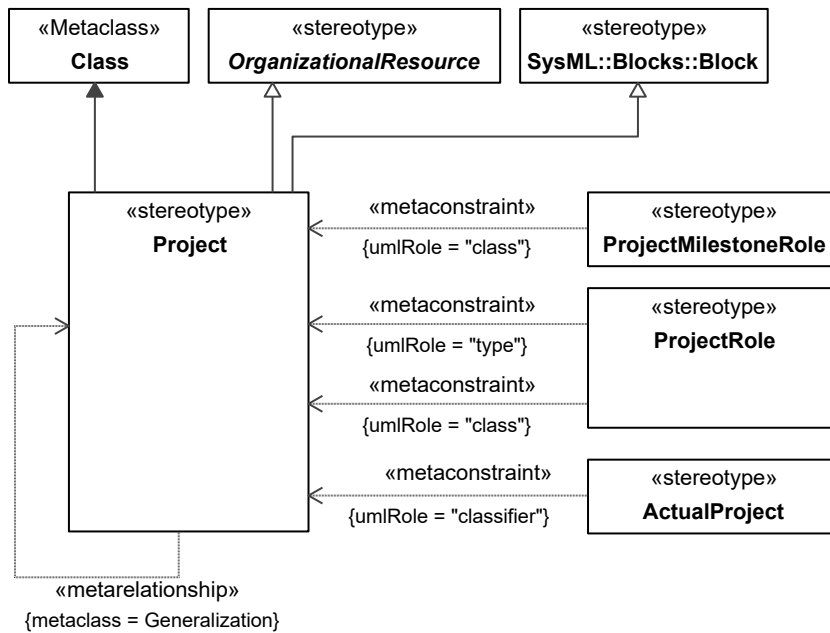 «Metaclass»
Class
«stereotype»
OrganizationalResource
«stereotype»
SysML::Blocks::Block
«stereotype»
Project
«metaconstraint»
{umlRole = "class"}
«stereotype»
ProjectMilestoneRole
«metaconstraint»
{umlRole = "type"}
«stereotype»
ProjectRole
«metaconstraint»
{umlRole = "class"}
«metaconstraint»
{umlRole = "classifier"}
«stereotype»
ActualProject
«metarelationship»
{metaclass = Generalization}